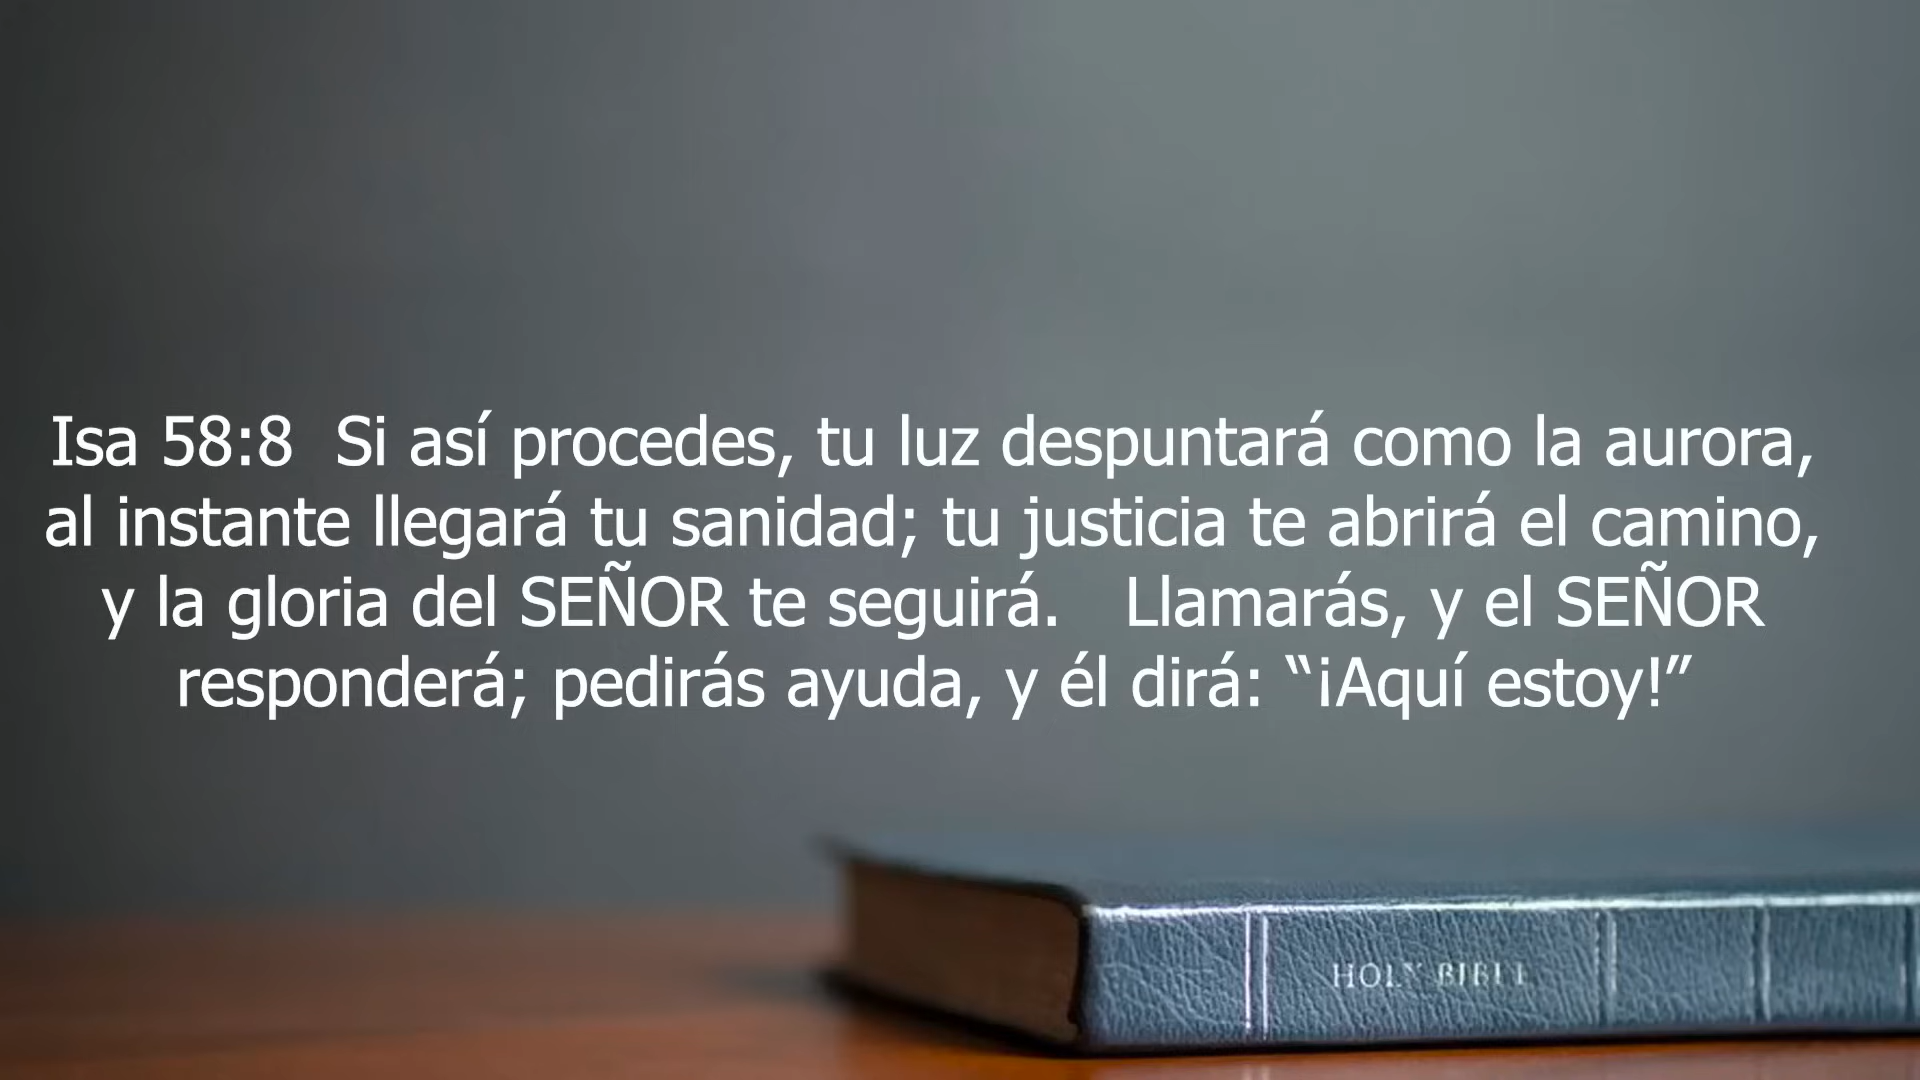 Isa 58:8  Si así procedes, tu luz despuntará como la aurora,
al instante llegará tu sanidad; tu justicia te abrirá el camino,
y la gloria del SEÑOR te seguirá.   Llamarás, y el SEÑOR
responderá; pedirás ayuda, y él dirá: “¡Aquí estoy!”
HOLY BIBLE